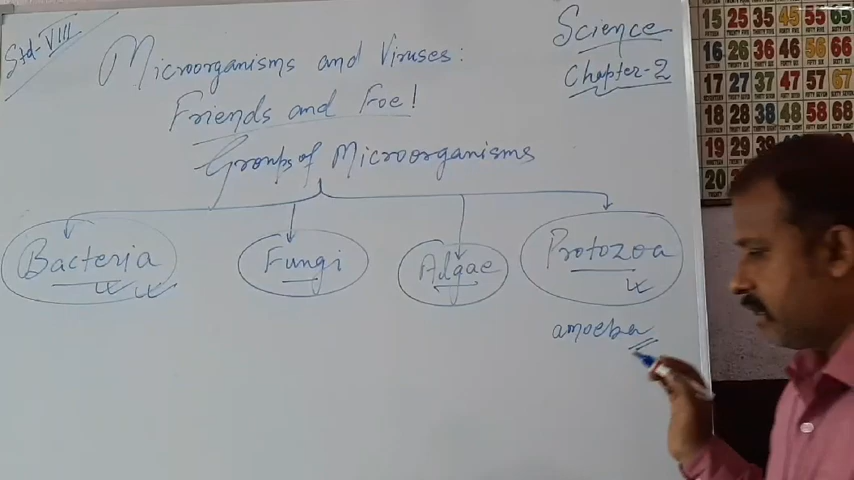 Std-VIII
Science
Chapter-2
Microorganisms and Viruses:
Friends and Foe!
Groups of Microorganisms
Bacteria
Fungi
Algae
Protozoa
amoeba
15 25 35 45 55 65
16 26 36 46 56 66
17 27 37 47 57 67
18 28 38 48 58 68
19 29 39
20 30